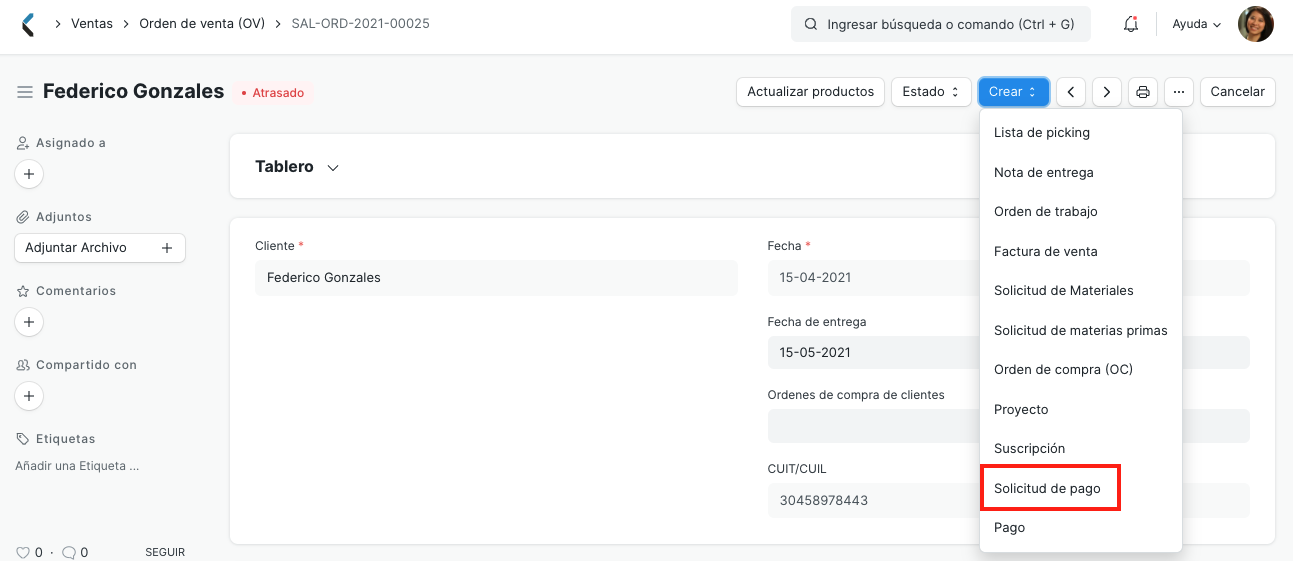 Ventas
Orden de venta (OV)
SAL-ORD-2021-00025
Ingresar búsqueda o comando (Ctrl + G)
Ayuda
Federico Gonzales
Atrasado
Actualizar productos
Estado
Crear
...
Cancelar
Asignado a
Adjuntos
Adjuntar Archivo
Comentarios
Compartido con
Etiquetas
Añadir una Etiqueta ...
0 · 0
SEGUIR
Tablero
Cliente *
Federico Gonzales
Fecha *
15-04-2021
Fecha de entrega
15-05-2021
Ordenes de compra de clientes
CUIT/CUIL
30458978443
Lista de picking
Nota de entrega
Orden de trabajo
Factura de venta
Solicitud de Materiales
Solicitud de materias primas
Orden de compra (OC)
Proyecto
Suscripción
Solicitud de pago
Pago